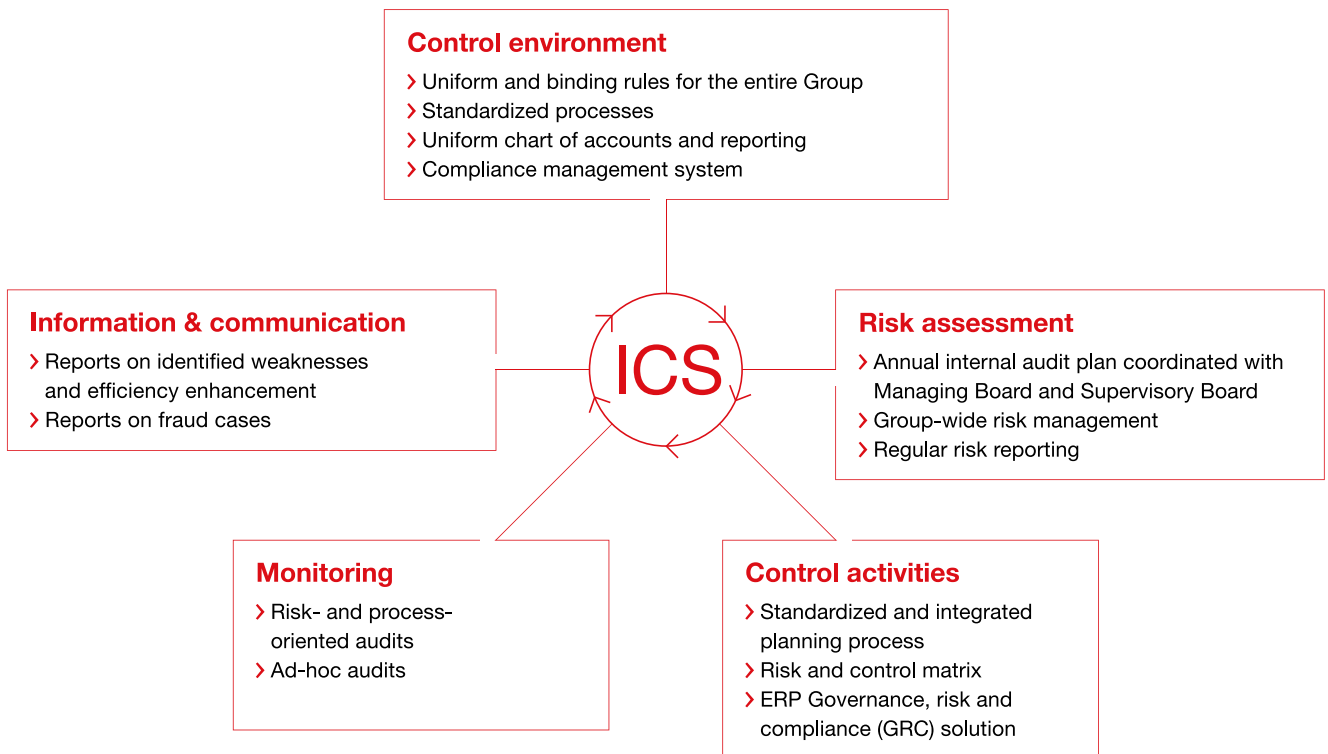 Control environment
Uniform and binding rules for the entire Group
Standardized processes
Uniform chart of accounts and reporting
Compliance management system
Information & communication
Reports on identified weaknesses
and efficiency enhancement
Reports on fraud cases
ICS
Risk assessment
Annual internal audit plan coordinated with
Managing Board and Supervisory Board
Group-wide risk management
Regular risk reporting
Monitoring
Risk- and process-
oriented audits
Ad-hoc audits
Control activities
Standardized and integrated
planning process
Risk and control matrix
ERP Governance, risk and
compliance (GRC) solution